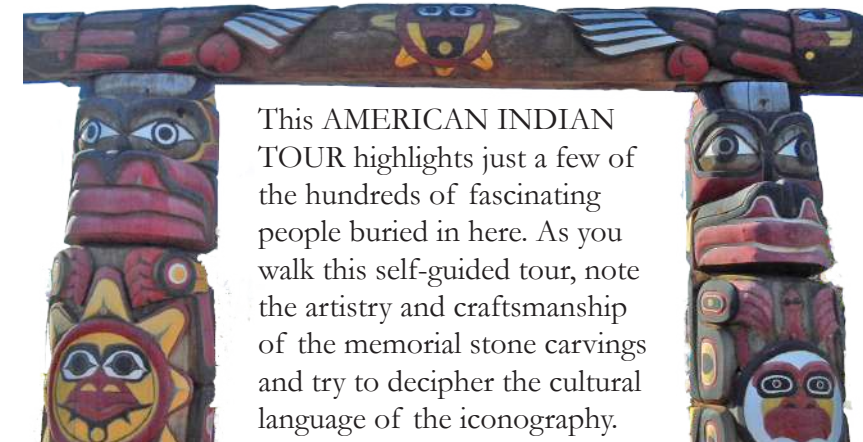 This AMERICAN INDIAN
TOUR highlights just a few of
the hundreds of fascinating
people buried in here. As you
walk this self-guided tour, note
the artistry and craftsmanship
of the memorial stone carvings
and try to decipher the cultural
language of the iconography.